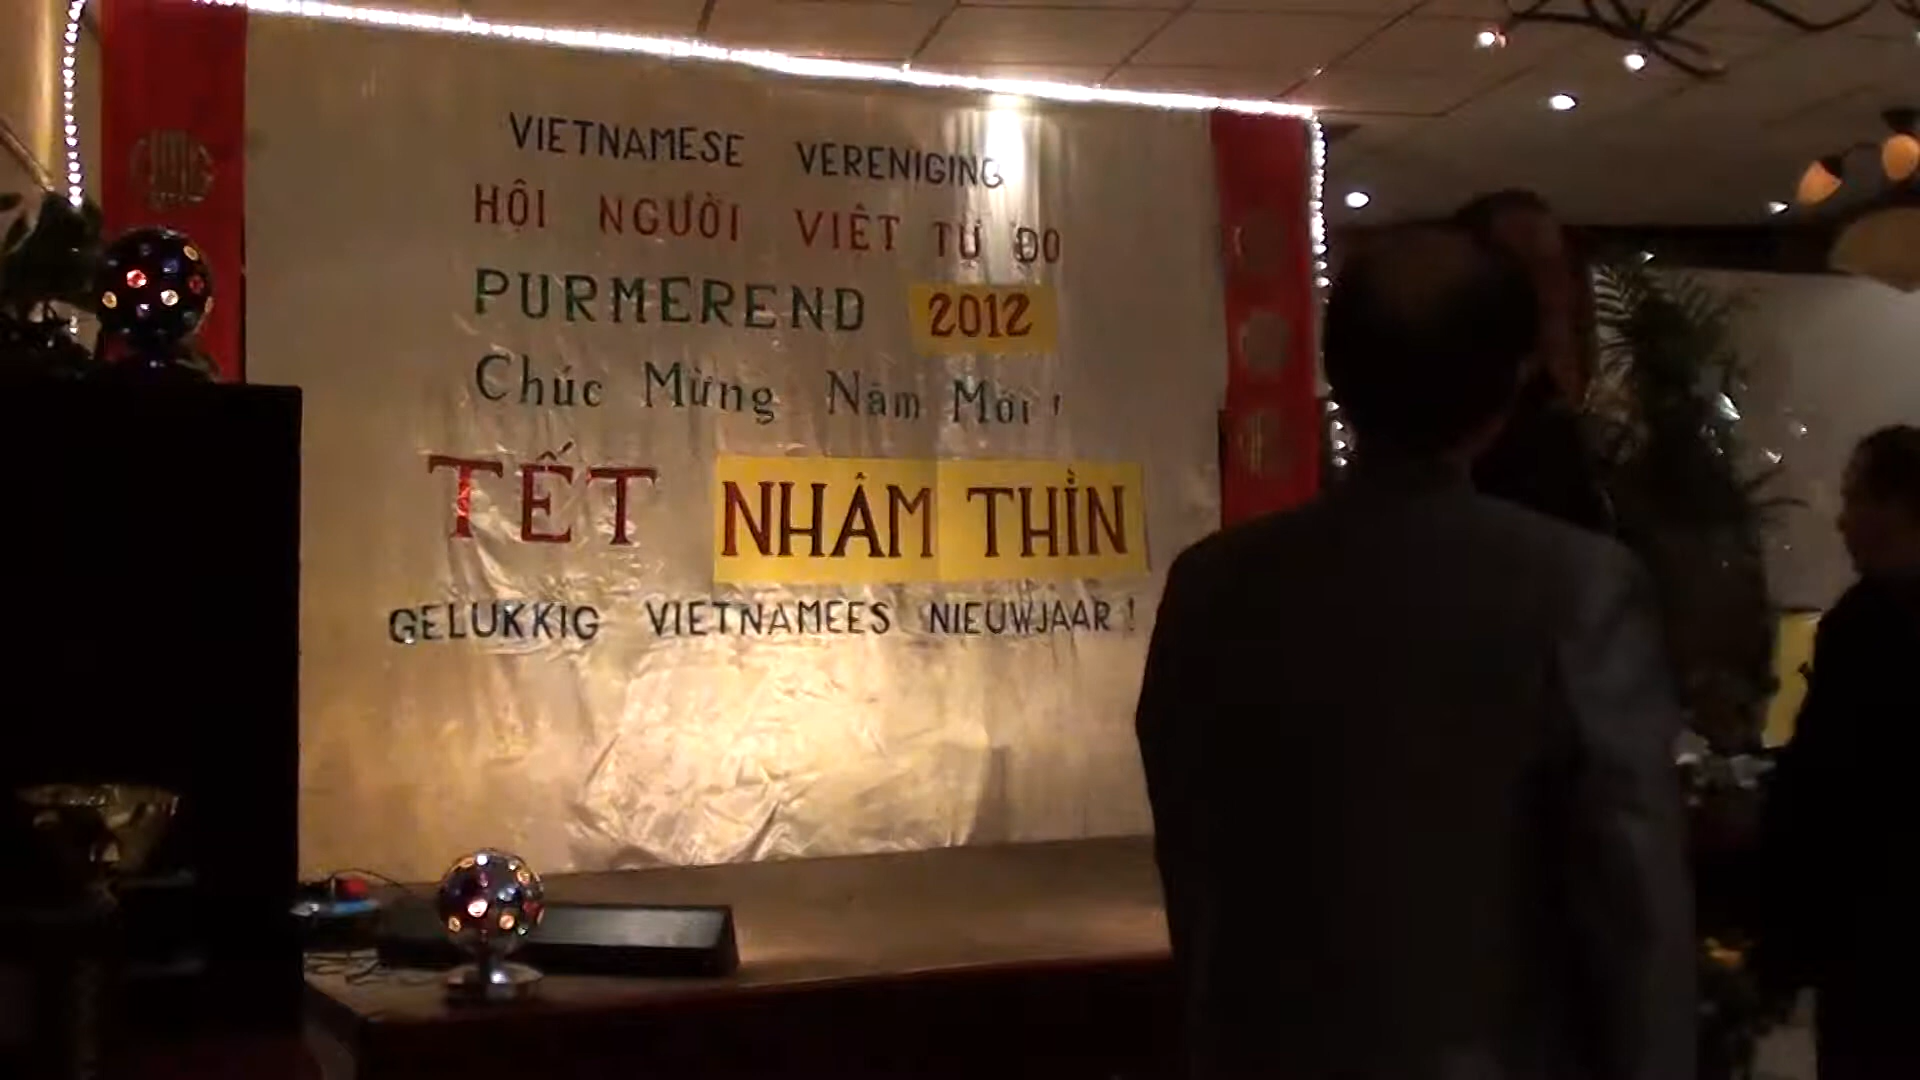 VIETNAMESE VERENIGING
HỘI NGƯỜI VIỆT TỰ DO
PURMEREND 2012
Chúc Mừng Năm Mới !
TẾT NHÂM THÌN
GELUKKIG VIETNAMEES NIEUWJAAR !